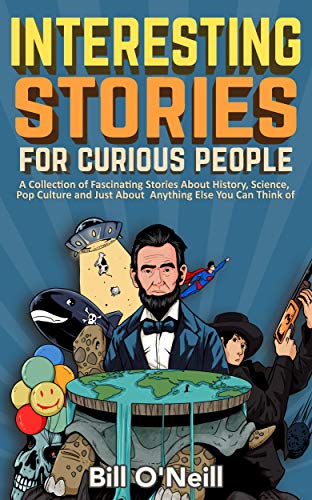 INTERESTING
STORIES
FOR CURIOUS PEOPLE
A Collection of Fascinating Stories About History, Science,
Pop Culture and Just About Anything Else You Can Think of
Bill O'Neill